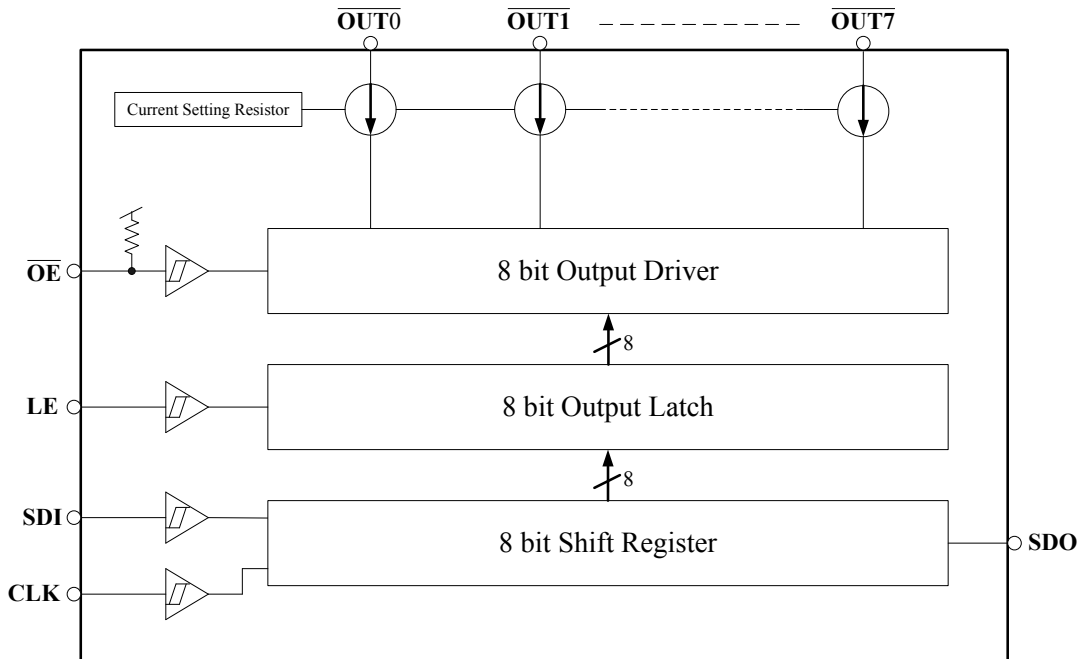 OUT0 OUT1 OUT7
Current Setting Resistor
OE
8 bit Output Driver
8
LE
8 bit Output Latch
8
SDI
8 bit Shift Register
SDO
CLK